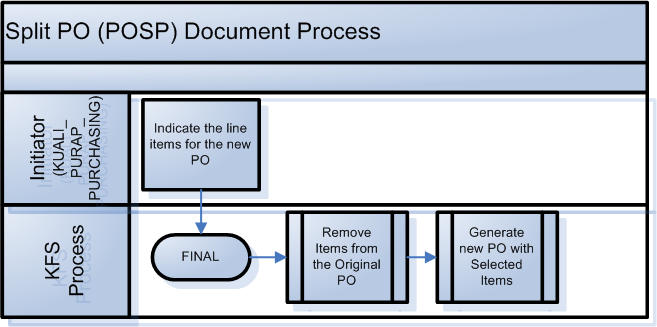 Split PO (POSP) Document Process
Initiator
(KUALI_
PURAP_
PURCHASING)
Indicate the line
items for the new
PO
KFS
Process
FINAL
Remove
Items from
the Original
PO
Generate
new PO with
Selected
Items